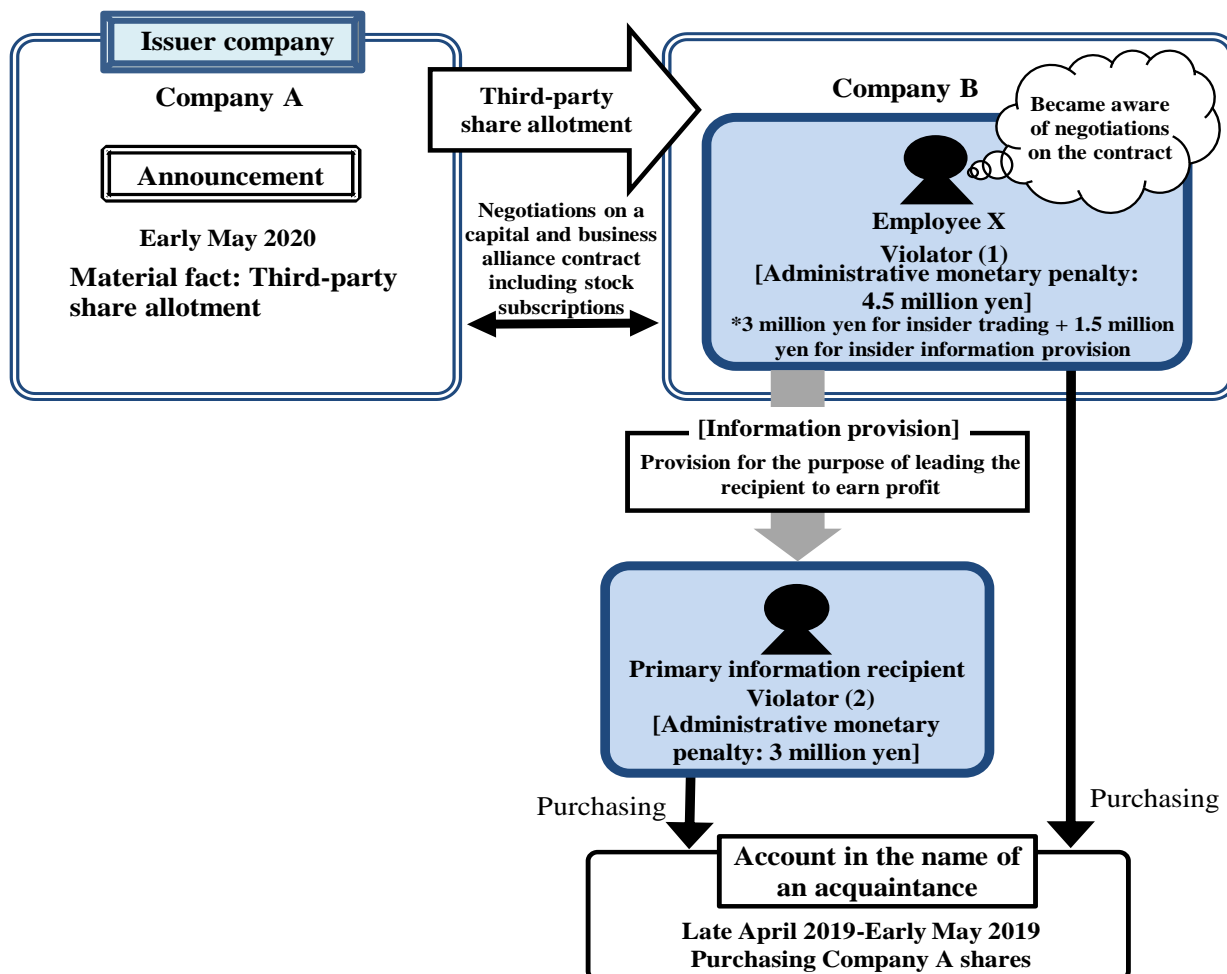 Issuer company
Company A
Announcement
Early May 2020
Material fact: Third-party
share allotment
Third-party
share allotment
Negotiations on a
capital and business
alliance contract
including stock
subscriptions
Company B
Became aware
of negotiations
on the contract
Employee X
Violator (1)
[Administrative monetary penalty:
4.5 million yen]
*3 million yen for insider trading + 1.5 million
yen for insider information provision
[Information provision]
Provision for the purpose of leading the
recipient to earn profit
Primary information recipient
Violator (2)
[Administrative monetary
penalty: 3 million yen]
Purchasing
Purchasing
Account in the name of
an acquaintance
Late April 2019-Early May 2019
Purchasing Company A shares